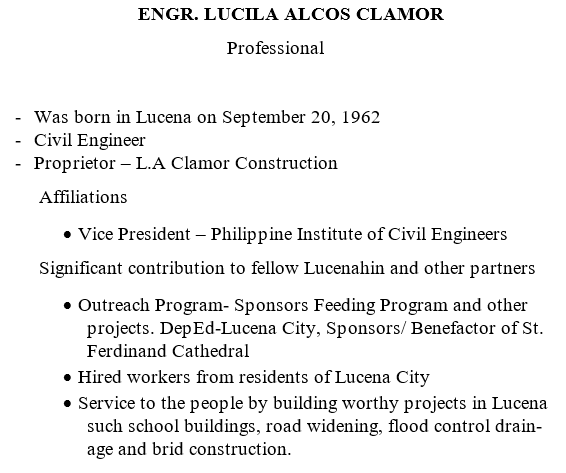 ENGR. LUCILA ALCOS CLAMOR
Professional
- Was born in Lucena on September 20, 1962
- Civil Engineer
- Proprietor – L.A Clamor Construction
Affiliations
• Vice President – Philippine Institute of Civil Engineers
Significant contribution to fellow Lucenahin and other partners
• Outreach Program- Sponsors Feeding Program and other
projects. DepEd-Lucena City, Sponsors/ Benefactor of St.
Ferdinand Cathedral
• Hired workers from residents of Lucena City
• Service to the people by building worthy projects in Lucena
such school buildings, road widening, flood control drain-
age and brid construction.